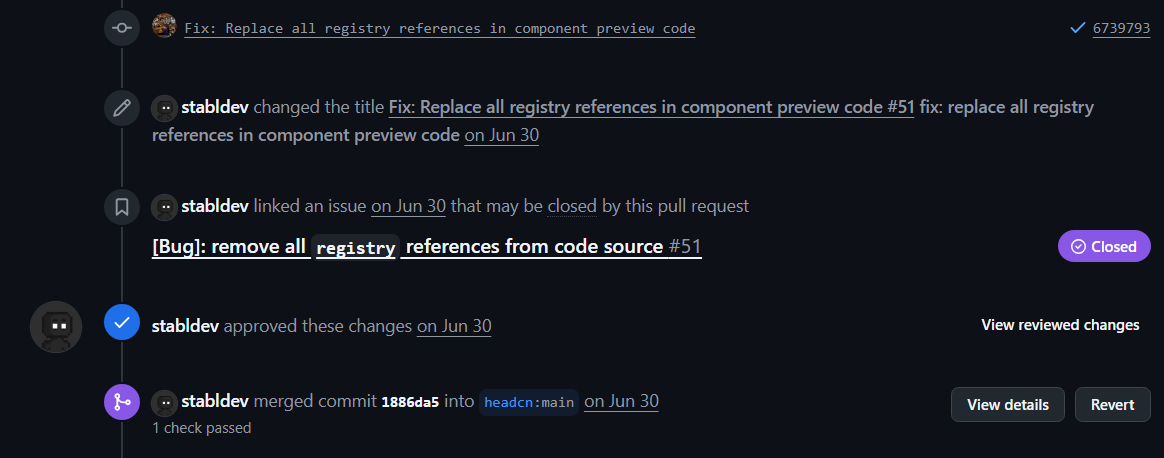 Fix: Replace all registry references in component preview code 6739793
stabldev changed the title Fix: Replace all registry references in component preview code #51 fix: replace all registry
references in component preview code on Jun 30
stabldev linked an issue on Jun 30 that may be closed by this pull request
[Bug]: remove all registry references from code source #51 Closed
stabldev approved these changes on Jun 30 View reviewed changes
stabldev merged commit 1886da5 into headcn:main on Jun 30 View details Revert
1 check passed